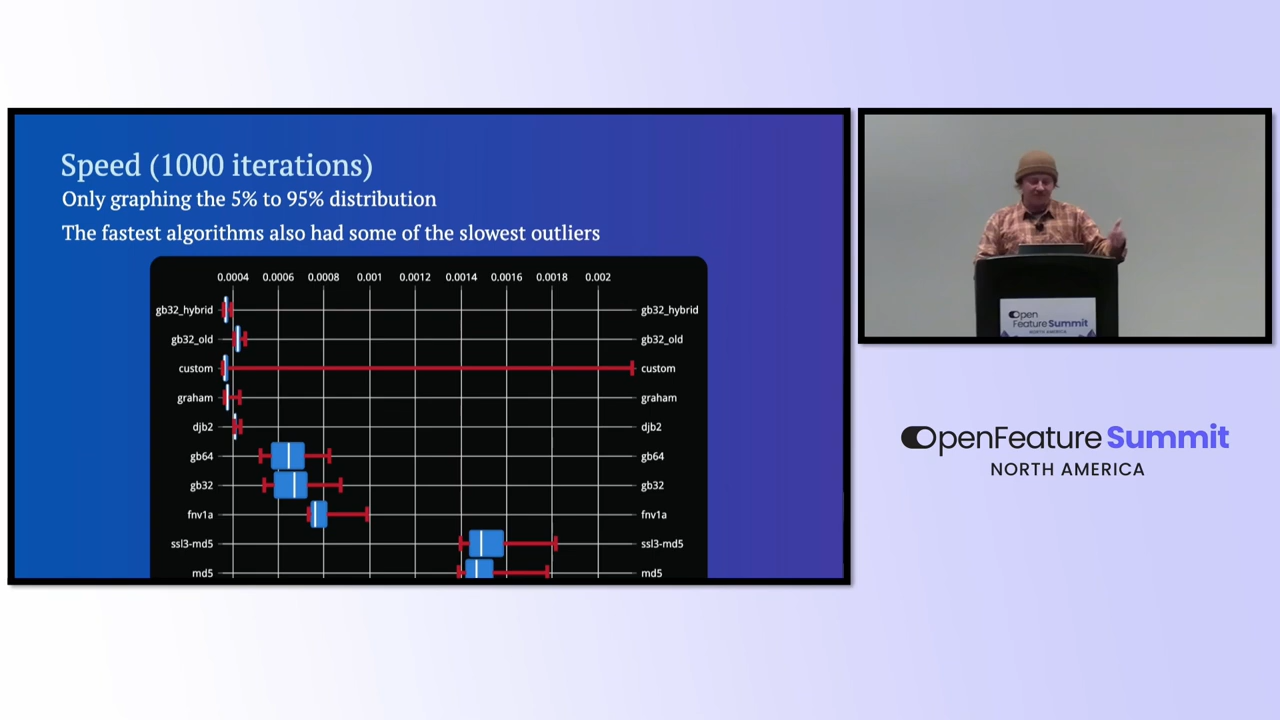 Speed (1000 iterations)
Only graphing the 5% to 95% distribution
The fastest algorithms also had some of the slowest outliers
0.0004 0.0006 0.0008 0.001 0.0012 0.0014 0.0016 0.0018 0.002
gb32_hybrid gb32_hybrid
gb32_old gb32_old
custom custom
graham graham
djb2 djb2
gb64 gb64
gb32 gb32
fnv1a fnv1a
ssl3-md5 ssl3-md5
md5 md5
Open
Feature Summit
NORTH AMERICA
OpenFeature Summit
NORTH AMERICA